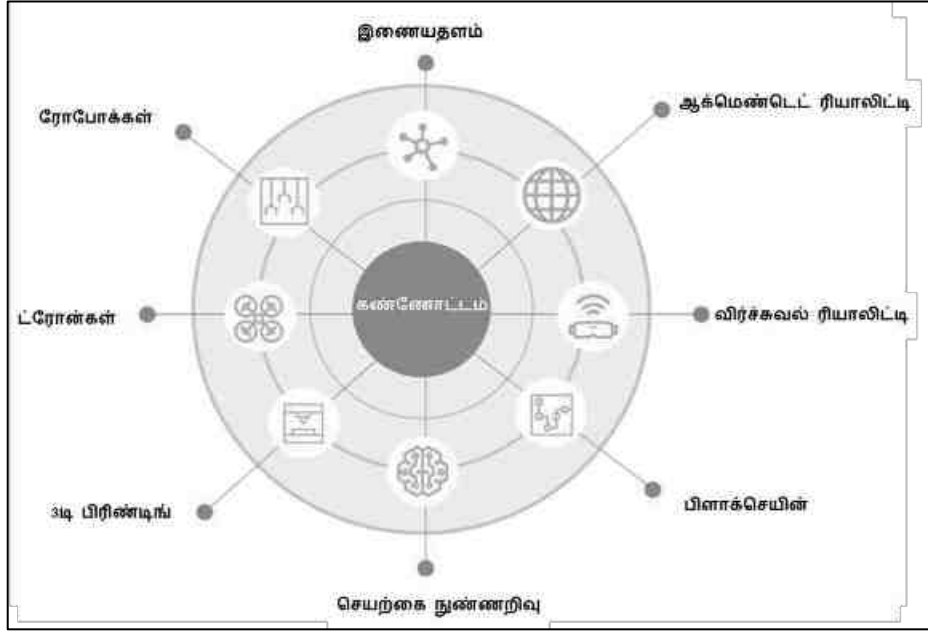 இணையதளம்
ஆக்மெண்டெட் ரியாலிட்டி
ரோபோக்கள்
கண்ணோட்டம்
ட்ரோன்கள்
விர்ச்சுவல் ரியாலிட்டி
3டி பிரிண்டிங்
பிளாக்செயின்
செயற்கை நுண்ணறிவு